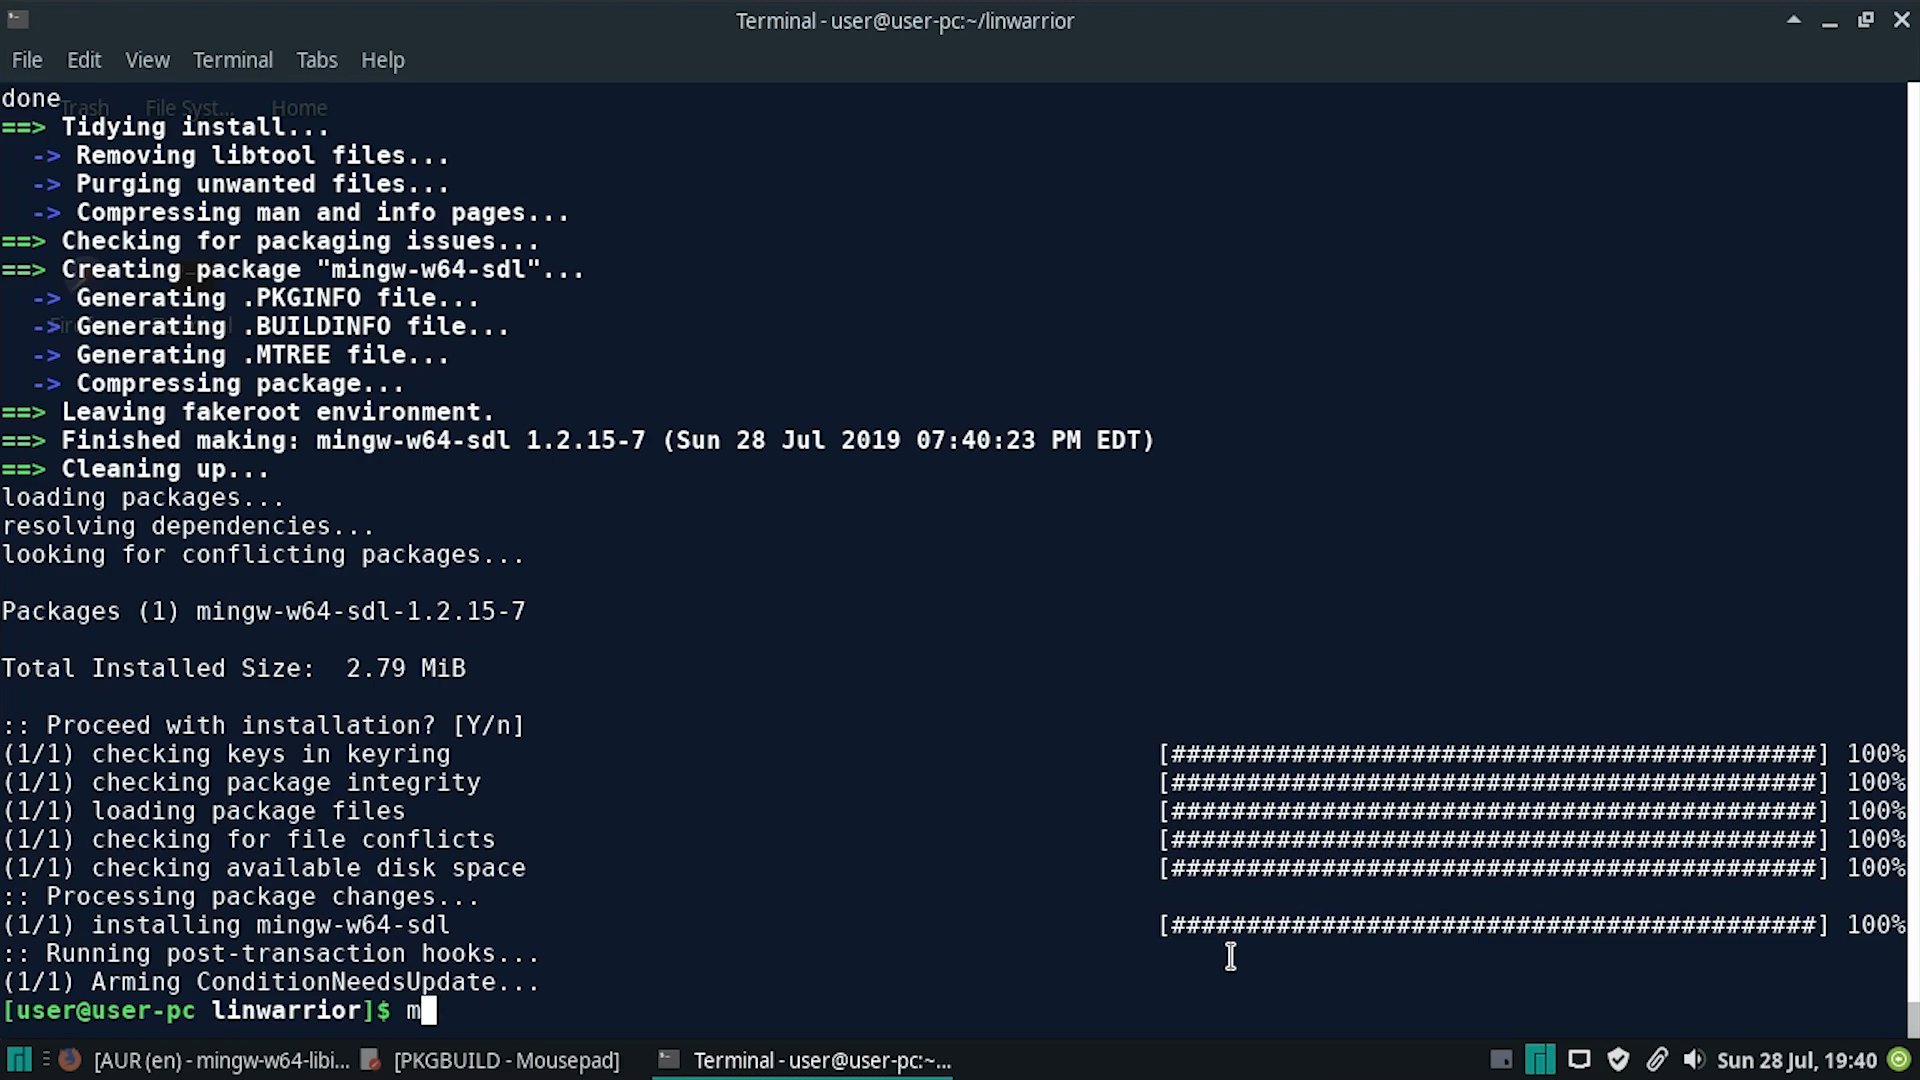 Terminal - user@user-pc:~/linwarrior
File Edit View Terminal Tabs Help
done
Trash File Syst... Home
==> Tidying install...
-> Removing libtool files...
-> Purging unwanted files...
-> Compressing man and info pages...
==> Checking for packaging issues...
==> Creating package "mingw-w64-sdl"...
-> Generating .PKGINFO file...
-> Generating .BUILDINFO file...
-> Generating .MTREE file...
-> Compressing package...
==> Leaving fakeroot environment.
==> Finished making: mingw-w64-sdl 1.2.15-7 (Sun 28 Jul 2019 07:40:23 PM EDT)
==> Cleaning up...
loading packages...
resolving dependencies...
looking for conflicting packages...
Packages (1) mingw-w64-sdl-1.2.15-7
Total Installed Size:  2.79 MiB
:: Proceed with installation? [Y/n]
(1/1) checking keys in keyring [###########################################] 100%
(1/1) checking package integrity [###########################################] 100%
(1/1) loading package files [###########################################] 100%
(1/1) checking for file conflicts [###########################################] 100%
(1/1) checking available disk space [###########################################] 100%
:: Processing package changes...
(1/1) installing mingw-w64-sdl [###########################################] 100%
:: Running post-transaction hooks...
(1/1) Arming ConditionNeedsUpdate...
[user@user-pc linwarrior]$ m
[AUR (en) - mingw-w64-libi... [PKGBUILD - Mousepad] Terminal - user@user-pc:~... Sun 28 Jul, 19:40